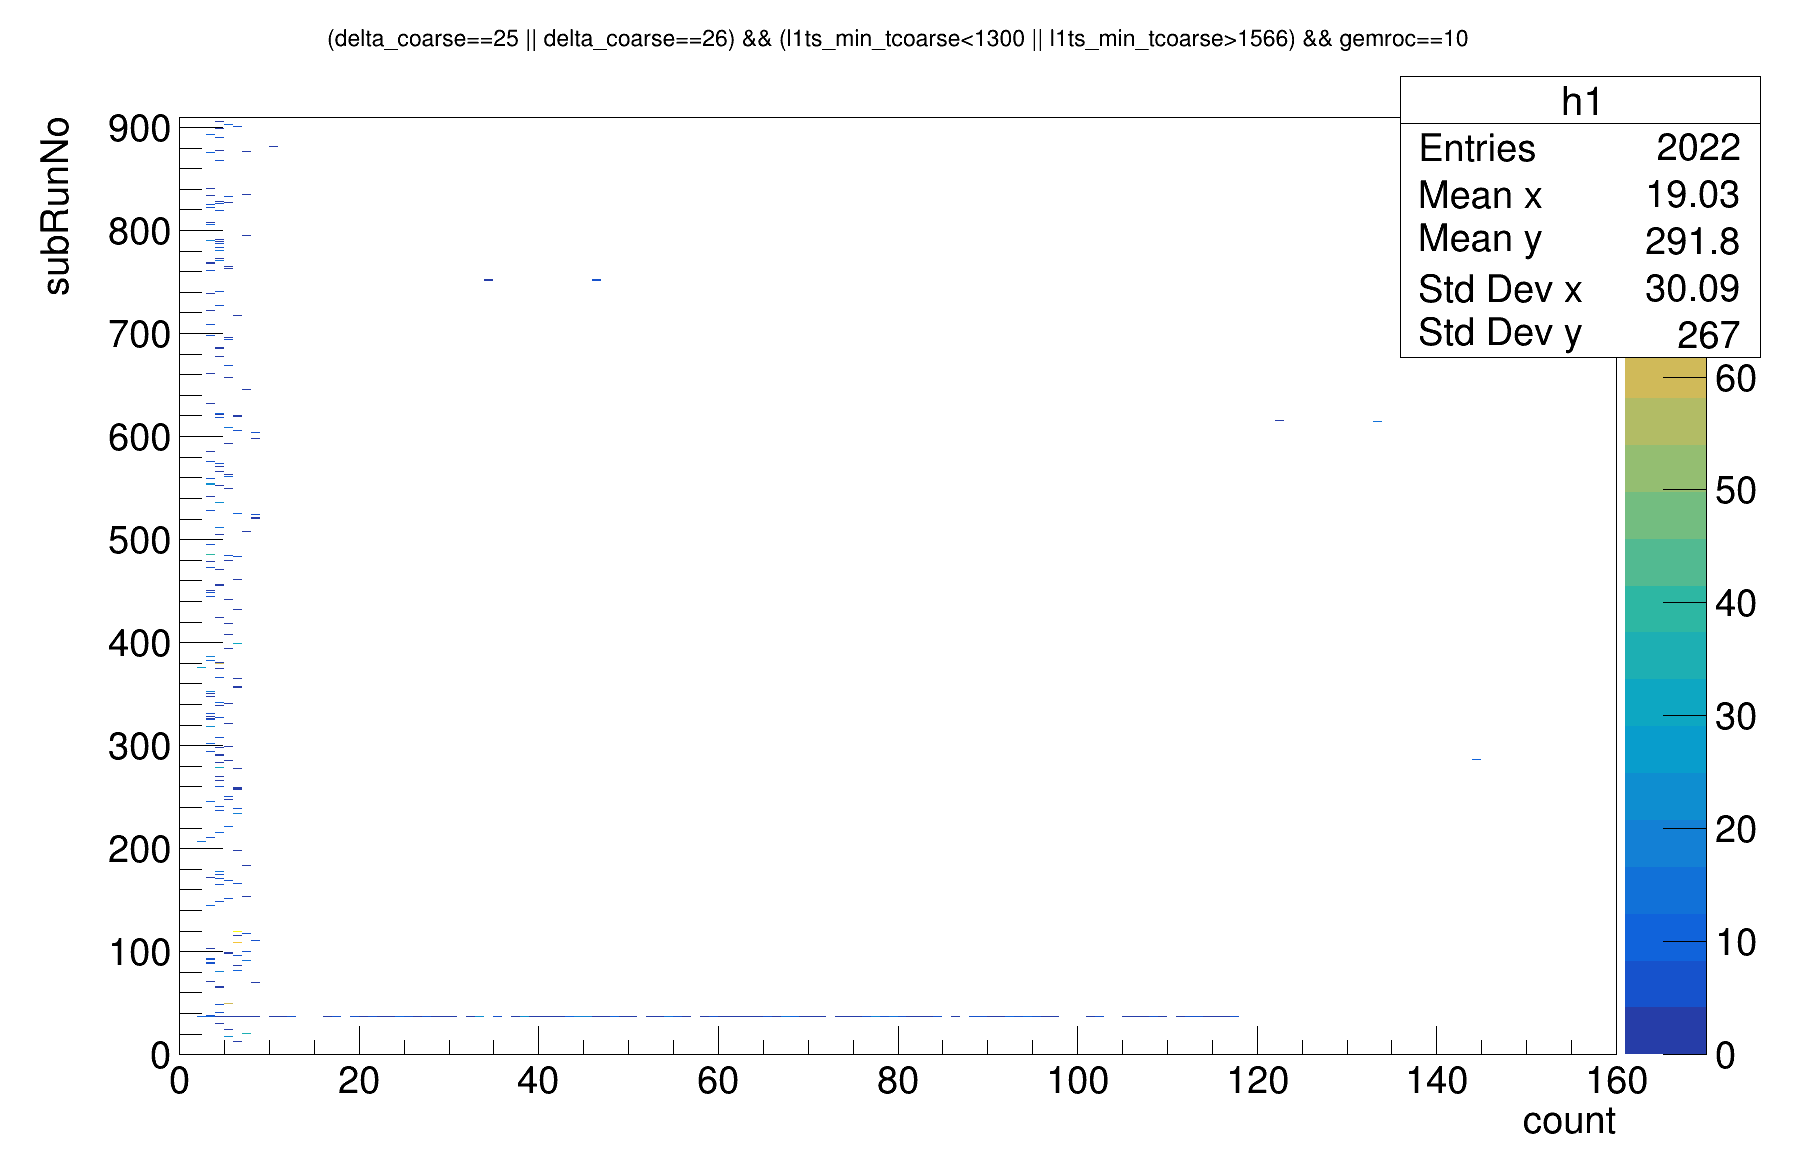 (delta_coarse==25 || delta_coarse==26) && (l1ts_min_tcoarse<1300 || l1ts_min_tcoarse>1566) && gemroc==10
h1
Entries 2022
Mean x 19.03
Mean y 291.8
Std Dev x 30.09
Std Dev y 267
subRunNo
900
800
700
600
500
400
300
200
100
0
0 20 40 60 80 100 120 140 160
count
60
50
40
30
20
10
0